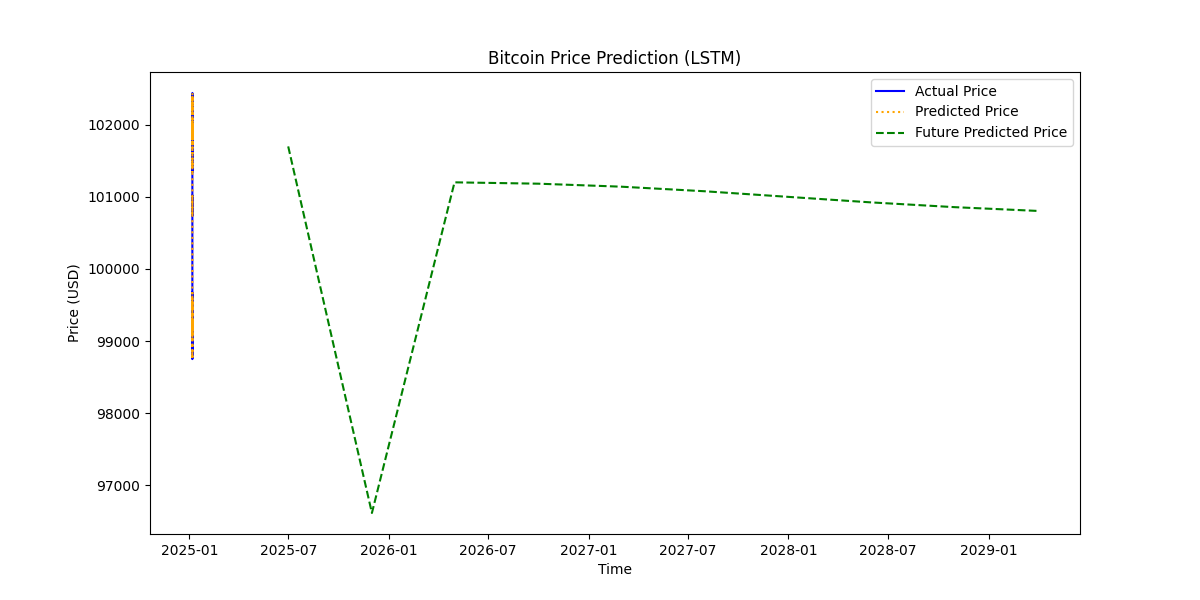 Bitcoin Price Prediction (LSTM)
Actual Price
Predicted Price
Future Predicted Price
Price (USD)
102000
101000
100000
99000
98000
97000
2025-01 2025-07 2026-01 2026-07 2027-01 2027-07 2028-01 2028-07 2029-01
Time